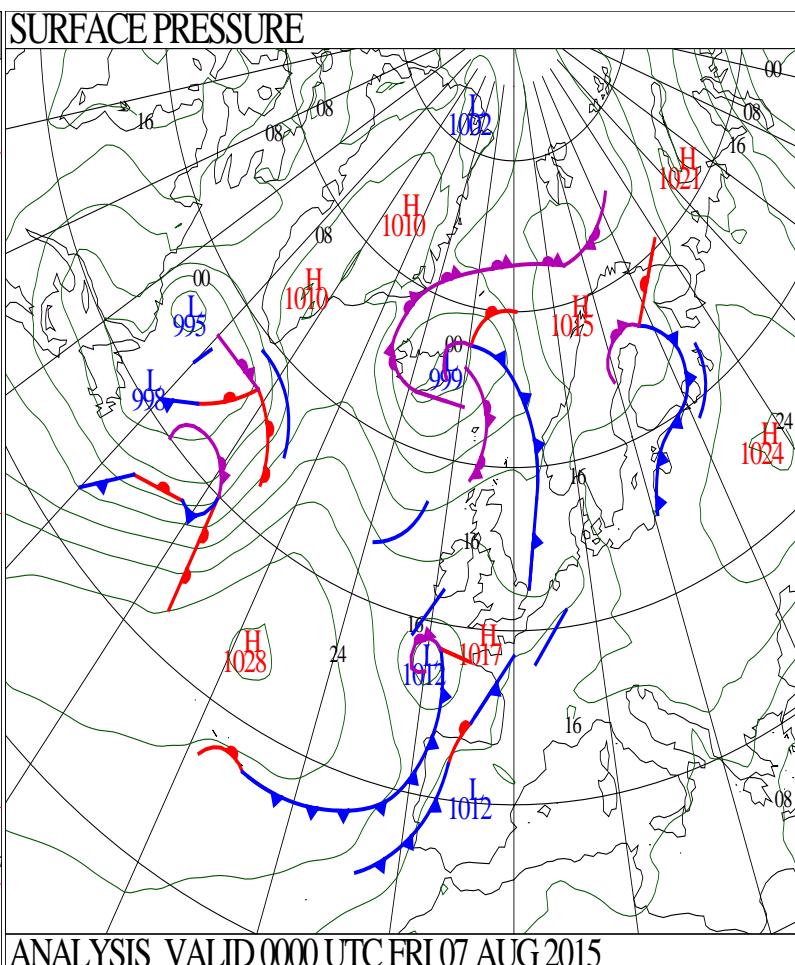 SURFACE PRESSURE
00
L
1002
08
08
16
08
16
H
1021
H
1010
08
H
1010
00
L
995
H
1015
00
L
999
L
998
24
H
1024
16
16
16
H
1028
24
L
1012
H
1017
16
L
1012
08
ANALYSIS VALID 0000 UTC FRI 07 AUG 2015